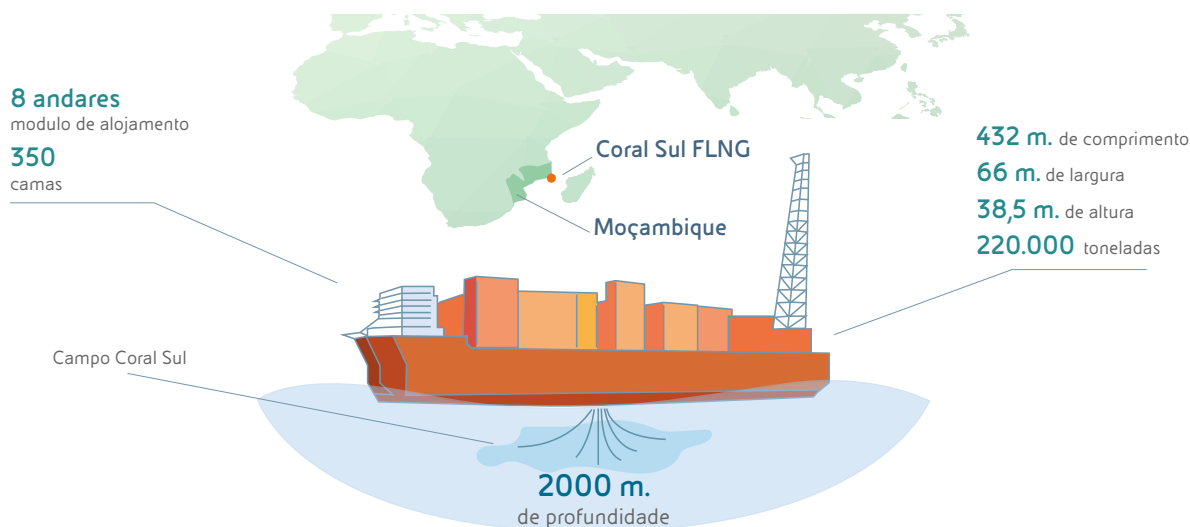 8 andares
modulo de alojamento
350
camas
Coral Sul FLNG
Moçambique
432 m. de comprimento
66 m. de largura
38,5 m. de altura
220.000 toneladas
Campo Coral Sul
2000 m.
de profundidade